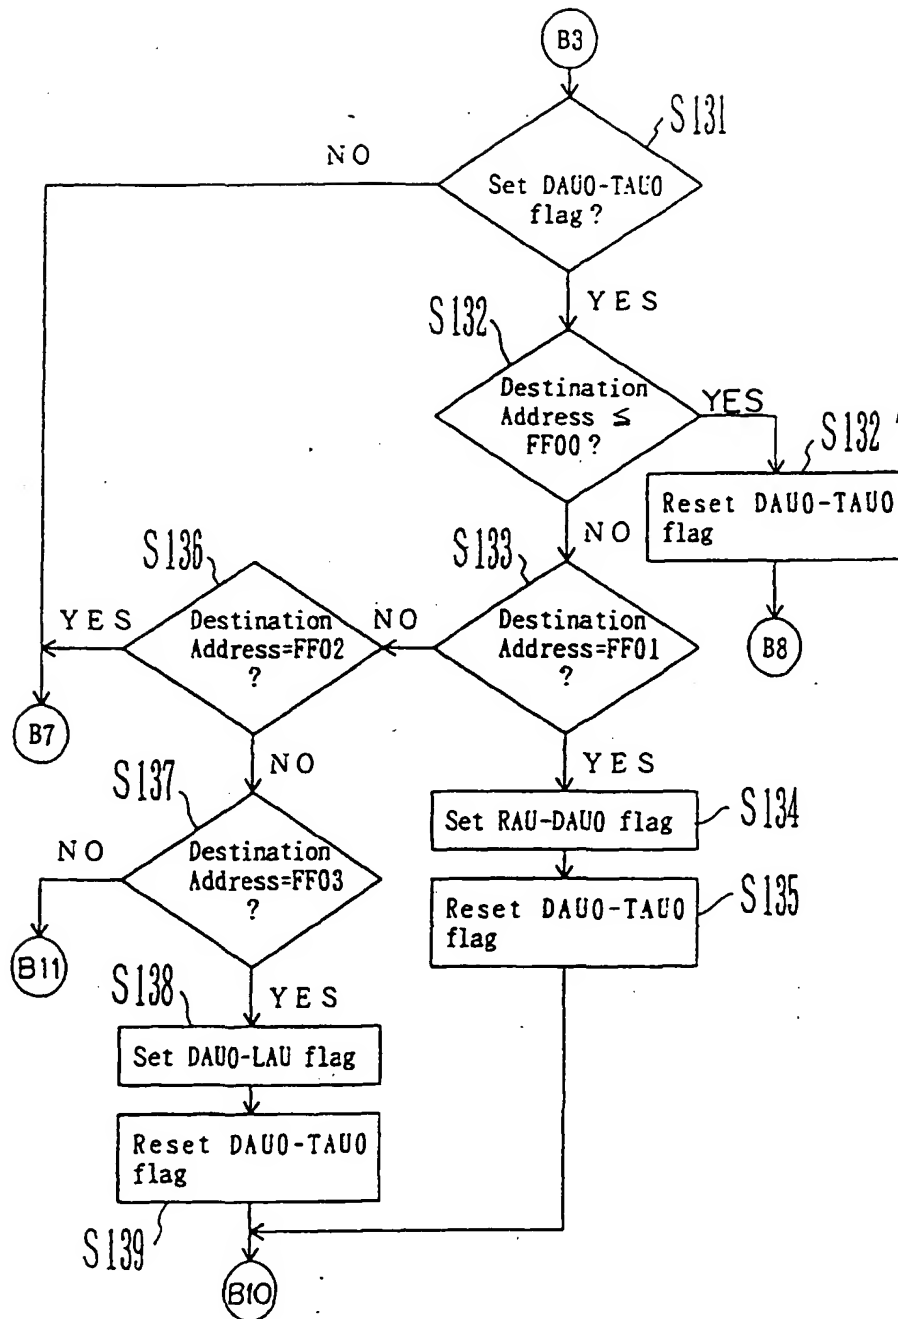 B3
S131
NO
Set DAU0-TAU0
flag?
YES
S132
Destination
Address ≤
FF00?
YES
S132'
Reset DAU0-TAU0
flag
NO
B8
S133
Destination
Address=FF01
?
NO
S136
Destination
Address=FF02
?
YES
B7
NO
YES
S137
Destination
Address=FF03
?
NO
B11
Set RAU-DAU0 flag
S134
Reset DAU0-TAU0
flag
S135
YES
S138
Set DAU0-LAU flag
Reset DAU0-TAU0
flag
S139
B10